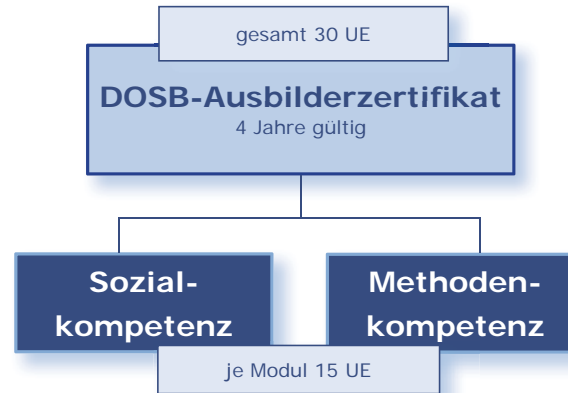 gesamt 30 UE
DOSB-Ausbilderzertifikat
4 Jahre gültig
Sozial-
kompetenz
Methoden-
kompetenz
je Modul 15 UE